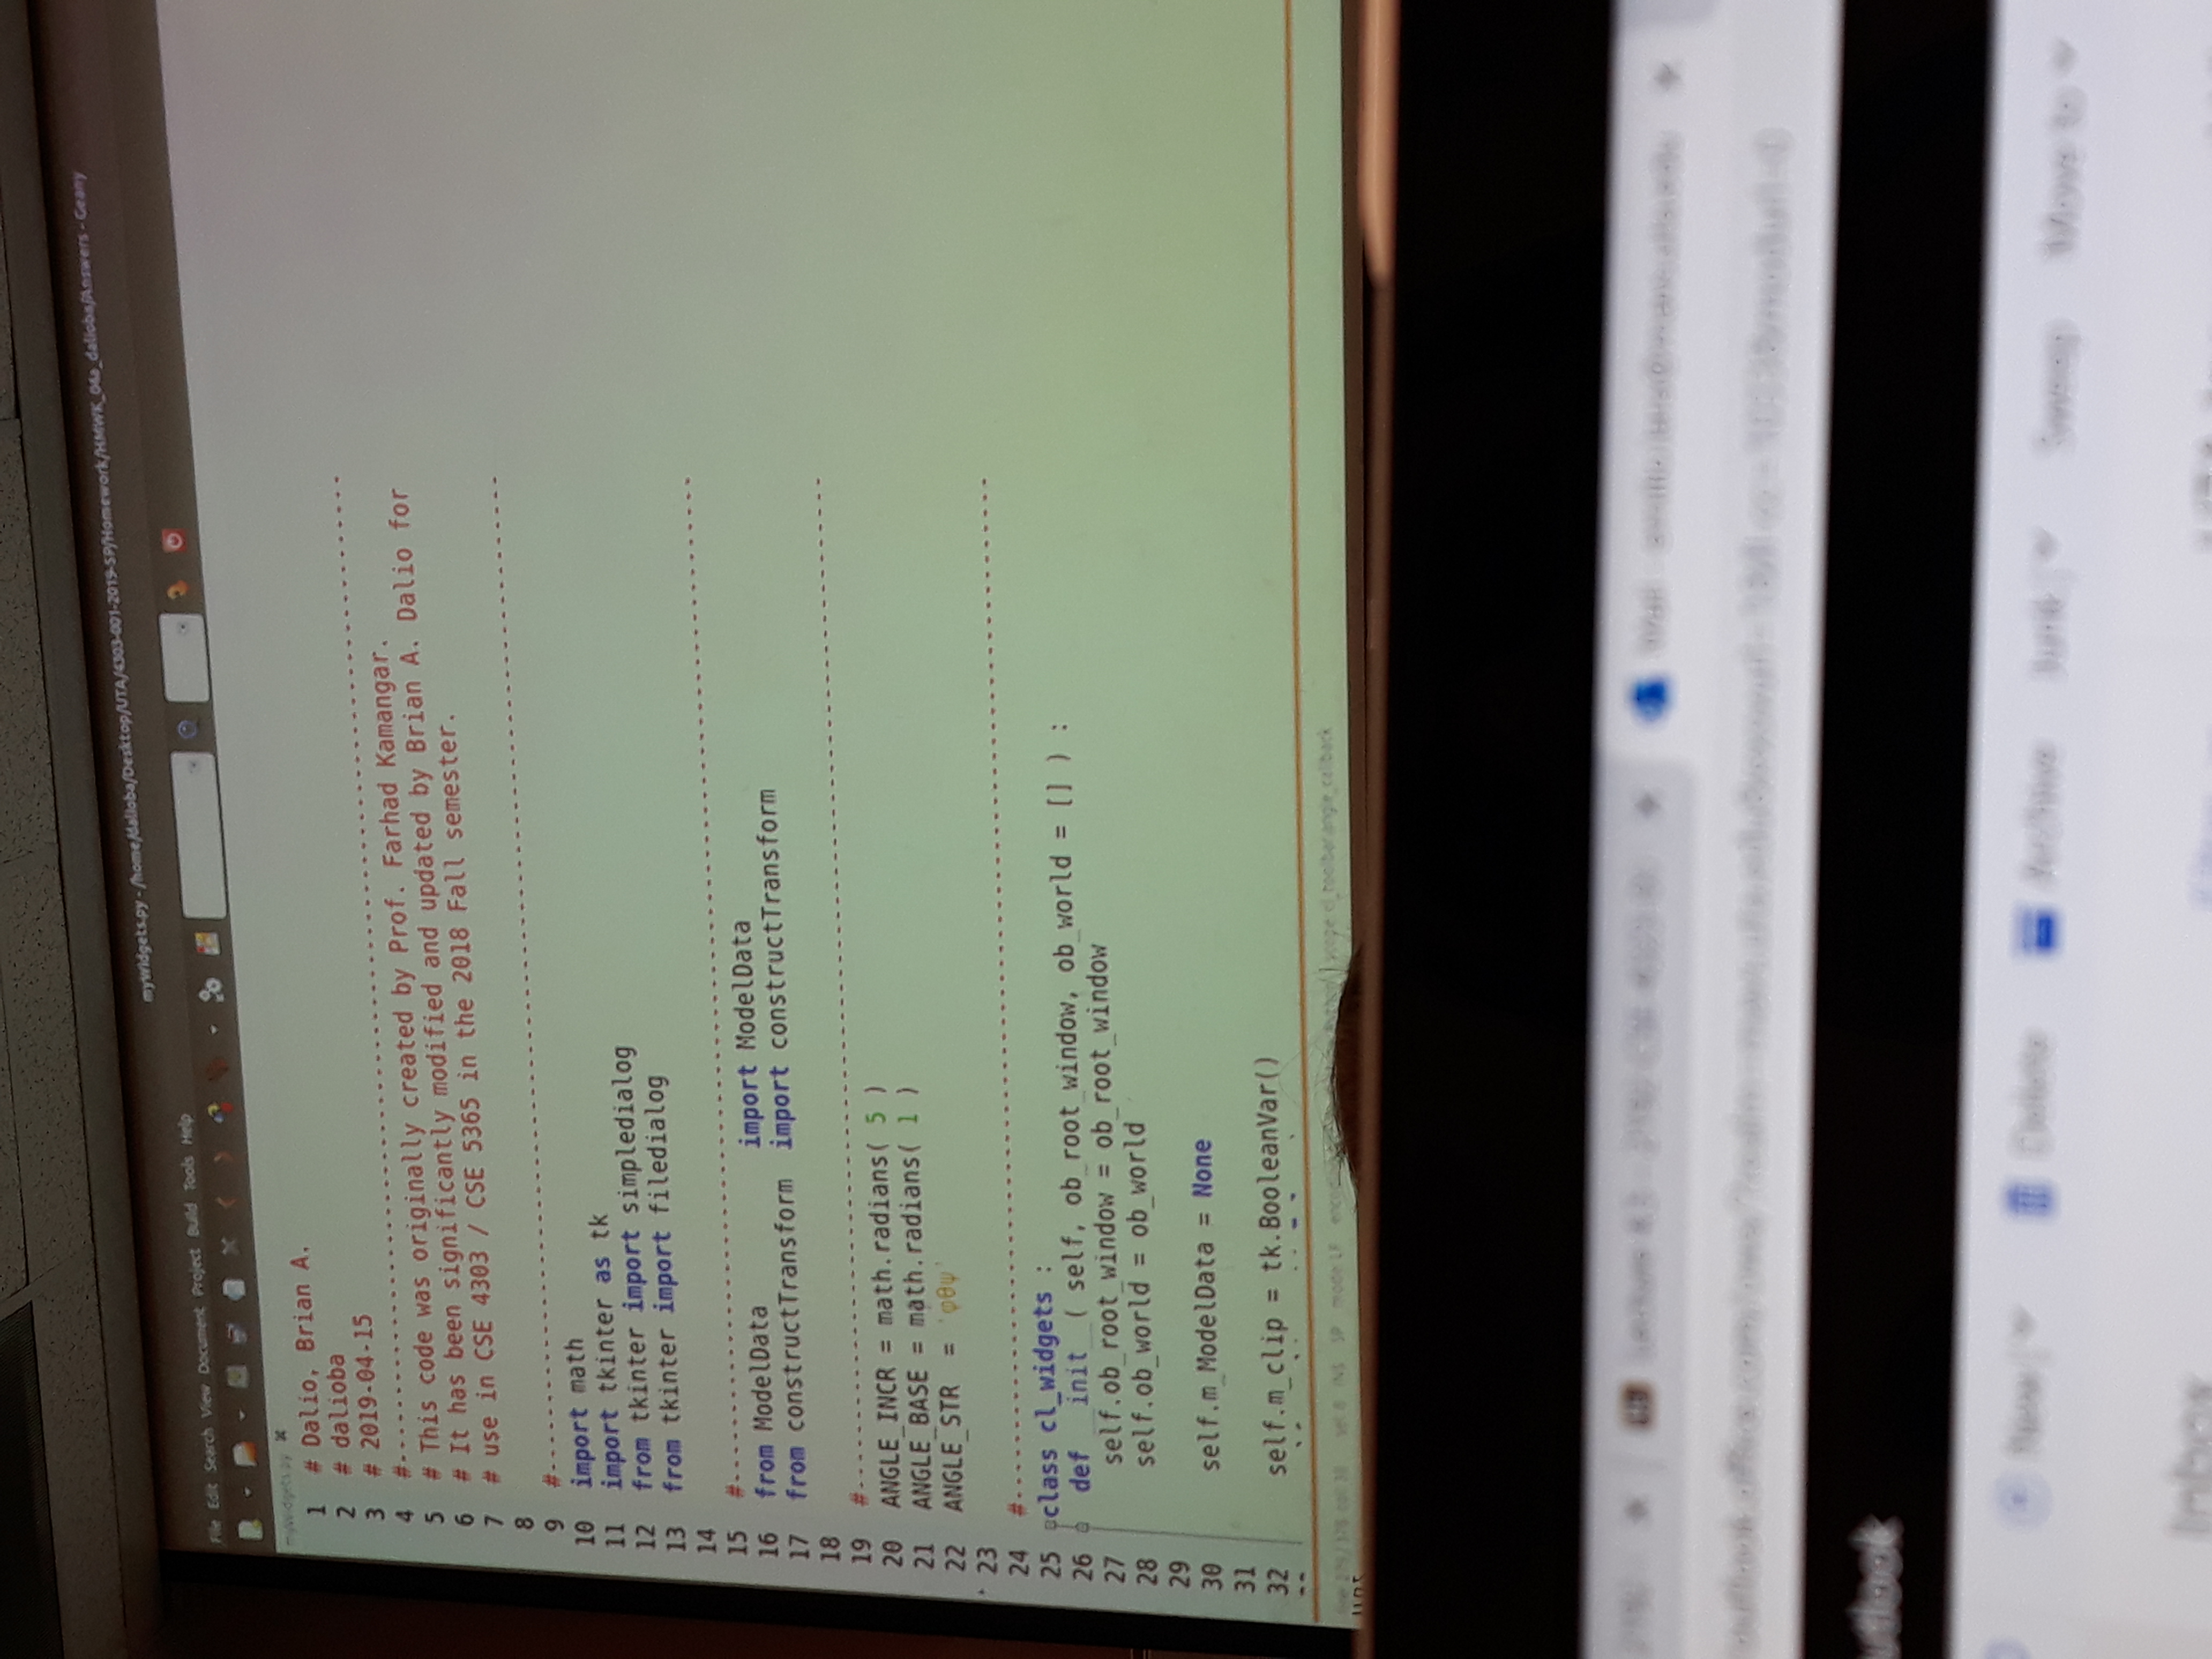 myWidgets.py - /home/dalioba/Desktop/UTA/4303-001-2019-SP/Homework/HMWK_04a_dalioba/Answers - Geany
File Edit Search View Document Project Build Tools Help
myWidgets.py
1 # Dalio, Brian A.
2 # dalioba
3 # 2019-04-15
4 #----------------------------------------------------------------------
5 # This code was originally created by Prof. Farhad Kamangar.
6 # It has been significantly modified and updated by Brian A. Dalio for
7 # use in CSE 4303 / CSE 5365 in the 2018 Fall semester.
8
9 #----------------------------------------------------------------------
10 import math
11 import tkinter as tk
12 from tkinter import simpledialog
13 from tkinter import filedialog
14
15 #----------------------------------------------------------------------
16 from ModelData           import ModelData
17 from constructTransform  import constructTransform
18
19 #----------------------------------------------------------------------
20 ANGLE_INCR = math.radians( 5 )
21 ANGLE_BASE = math.radians( 1 )
22 ANGLE_STR  = 'φθψ'
23
24 #----------------------------------------------------------------------
25 class cl_widgets :
26   def __init__( self, ob_root_window, ob_world = [] ) :
27     self.ob_root_window = ob_root_window
28     self.ob_world = ob_world
29
30     self.m_ModelData = None
31
32     self.m_clip = tk.BooleanVar()
INS SP mode: LF scope: cl_toolbar.angle_callback
utlook
New Delete Archive Junk Sweep Move to
Inbox